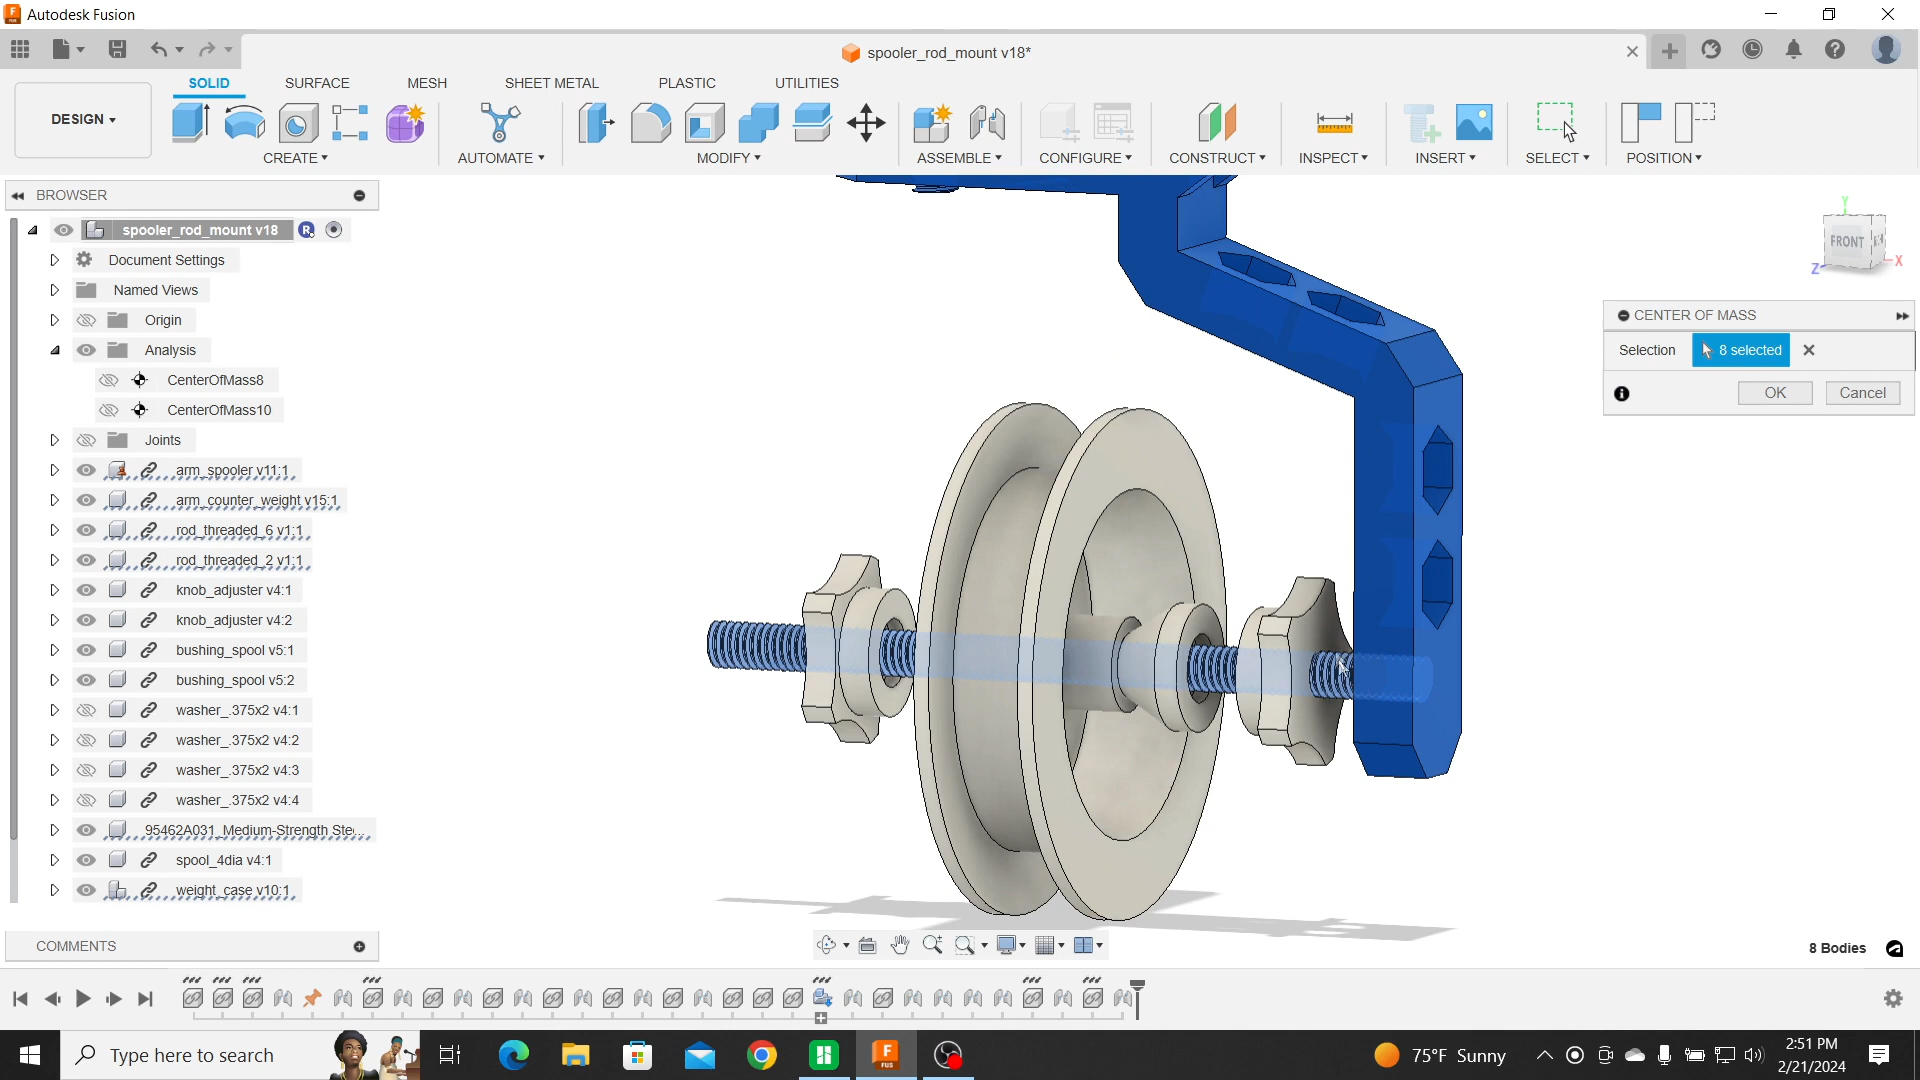 Autodesk Fusion
spooler_rod_mount v18*
DESIGN
SOLID
SURFACE
MESH
SHEET METAL
PLASTIC
UTILITIES
CREATE
AUTOMATE
MODIFY
ASSEMBLE
CONFIGURE
CONSTRUCT
INSPECT
INSERT
SELECT
POSITION
BROWSER
spooler_rod_mount v18
R
Document Settings
Named Views
Origin
Analysis
CenterOfMass8
CenterOfMass10
Joints
arm_spooler v11:1
arm_counter_weight v15:1
rod_threaded_6 v1:1
rod_threaded_2 v1:1
knob_adjuster v4:1
knob_adjuster v4:2
bushing_spool v5:1
bushing_spool v5:2
washer_.375x2 v4:1
washer_.375x2 v4:2
washer_.375x2 v4:3
washer_.375x2 v4:4
95462A031_Medium-Strength Ste...
spool_4dia v4:1
weight_case v10:1
COMMENTS
Y
FRONT
X
Z
CENTER OF MASS
Selection
8 selected
OK
Cancel
8 Bodies
Type here to search
75°F Sunny
2:51 PM
2/21/2024